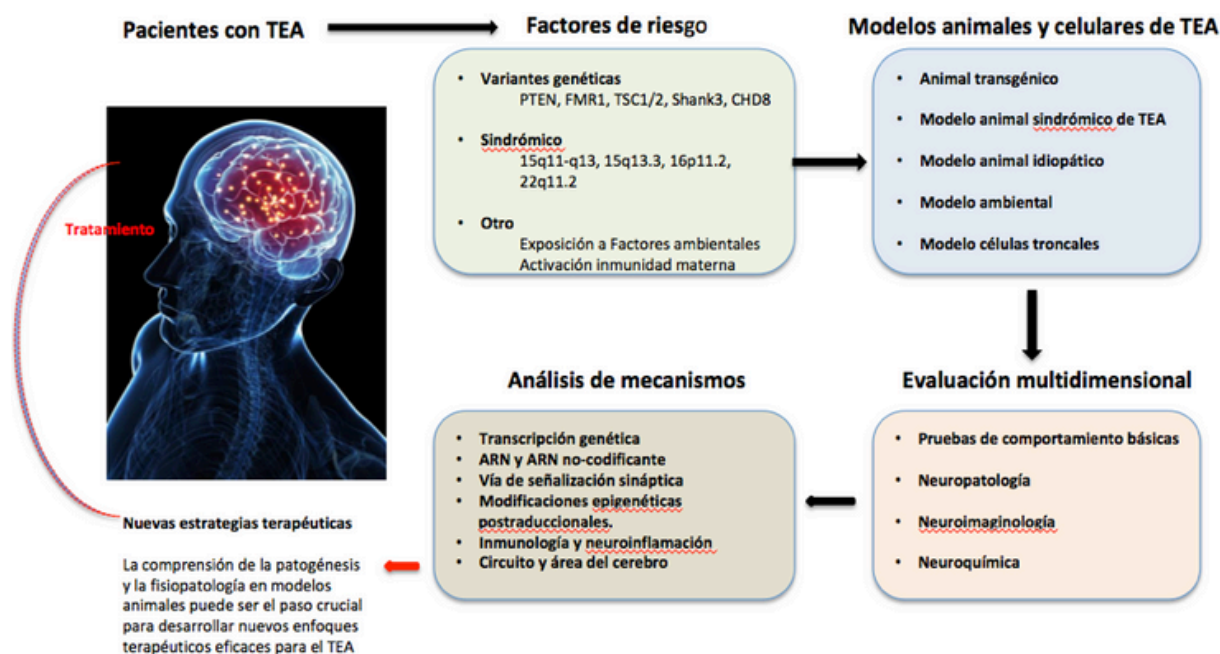 Pacientes con TEA
Factores de riesgo
Modelos animales y celulares de TEA
• Variantes genéticas
PTEN, FMR1, TSC1/2, Shank3, CHD8
• Sindrómico
15q11-q13, 15q13.3, 16p11.2,
22q11.2
• Otro
Exposición a Factores ambientales
Activación inmunidad materna
• Animal transgénico
• Modelo animal sindrómico de TEA
• Modelo animal idiopático
• Modelo ambiental
• Modelo células troncales
Tratamiento
Evaluación multidimensional
• Pruebas de comportamiento básicas
• Neuropatología
• Neuroimaginología
• Neuroquímica
Análisis de mecanismos
• Transcripción genética
• ARN y ARN no-codificante
• Vía de señalización sináptica
• Modificaciones epigenéticas
postraduccionales.
• Inmunología y neuroinflamación
• Circuito y área del cerebro
Nuevas estrategias terapéuticas
La comprensión de la patogénesis
y la fisiopatología en modelos
animales puede ser el paso crucial
para desarrollar nuevos enfoques
terapéuticos eficaces para el TEA